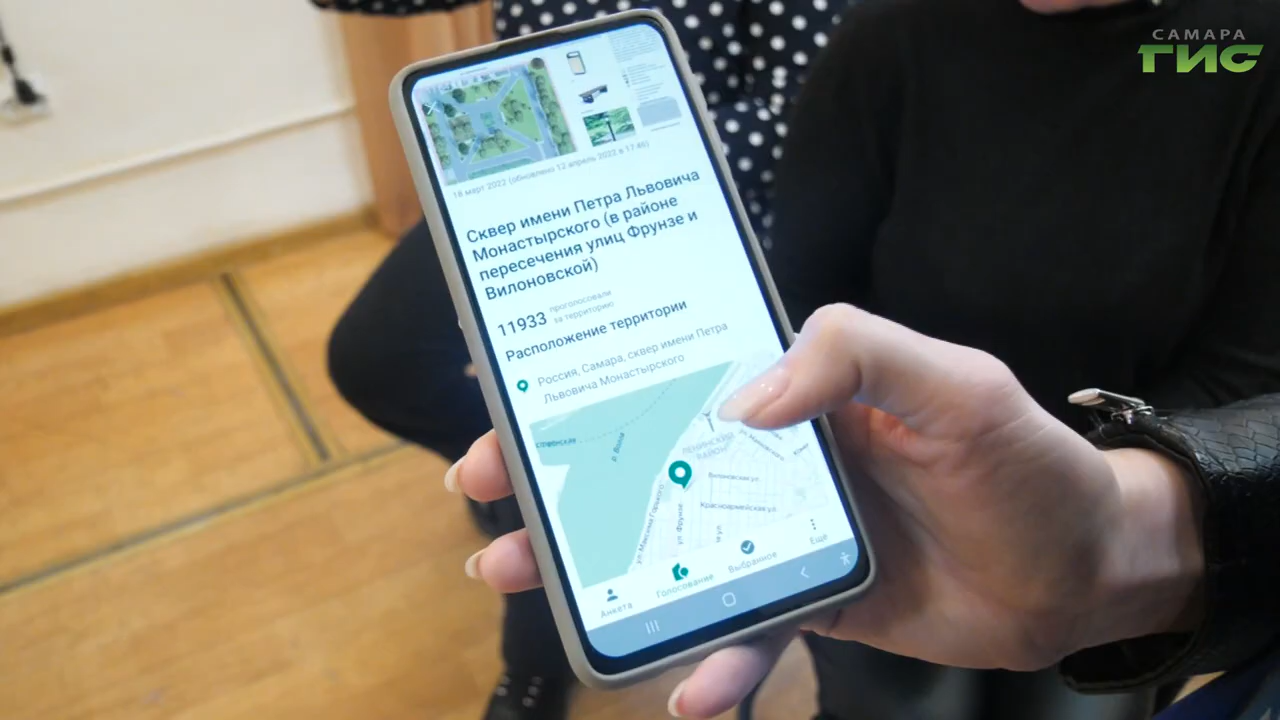 САМАРА
ГИС
18 март 2022 (обновлено 12 апрель 2022 в 17:46)
Сквер имени Петра Львовича
Монастырского (в районе
пересечения улиц Фрунзе и
Вилоновской)
11933
проголосовали
за территорию
Расположение территории
Россия, Самара, сквер имени Петра
Львовича Монастырского
р. Волга
ЛЕНИНСКИЙ
РАЙОН
Вилоновская ул.
Красноармейская ул.
ул. Максима Горького
ул. Фрунзе
Анкета
Голосование
Выбранное
Ещё